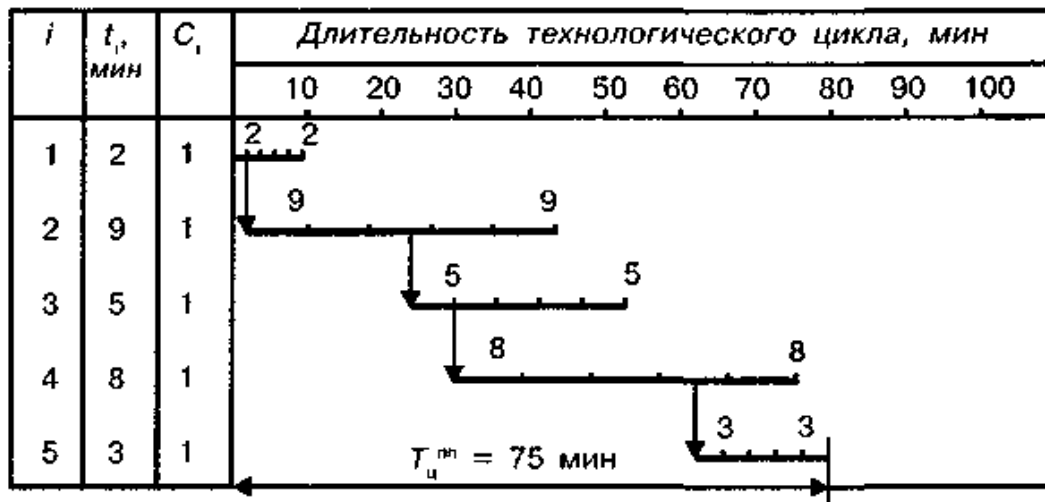 i t_i, мин C_i Длительность технологического цикла, мин
10 20 30 40 50 60 70 80 90 100
1 2 1 2 2
2 9 1 9 9
3 5 1 5 5
4 8 1 8 8
5 3 1 3 3
T_ц^пп = 75 мин